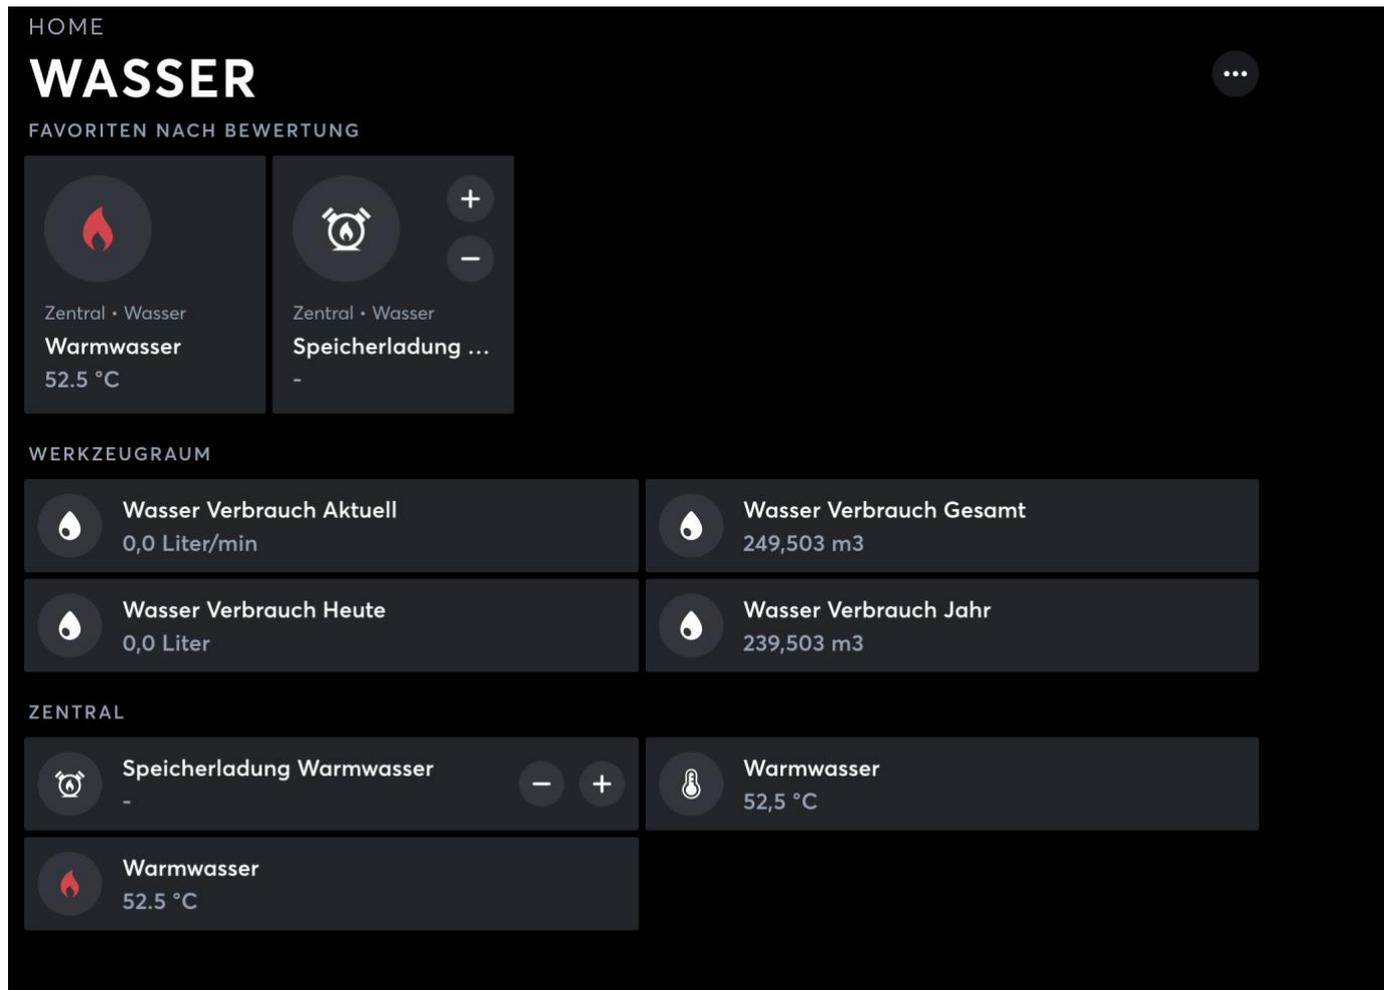 HOME
WASSER
FAVORITEN NACH BEWERTUNG
Zentral • Wasser
Warmwasser
52.5 °C
Zentral • Wasser
Speicherladung ...
-
WERKZEUGRAUM
Wasser Verbrauch Aktuell
0,0 Liter/min
Wasser Verbrauch Gesamt
249,503 m3
Wasser Verbrauch Heute
0,0 Liter
Wasser Verbrauch Jahr
239,503 m3
ZENTRAL
Speicherladung Warmwasser
-
Warmwasser
52,5 °C
Warmwasser
52.5 °C